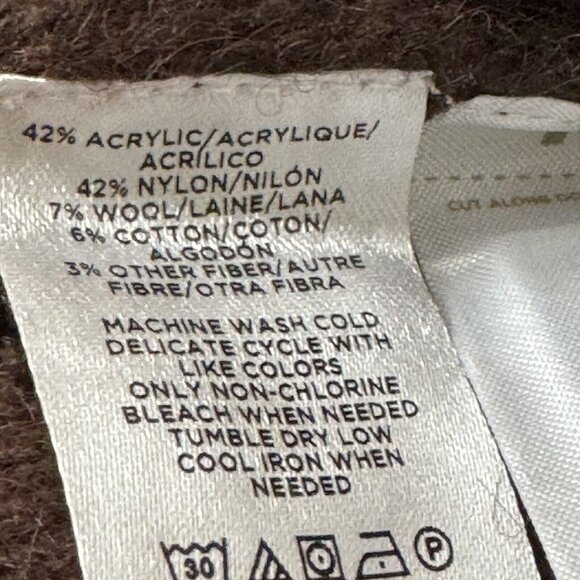 42% ACRYLIC/ACRYLIQUE/
ACRÍLICO
42% NYLON/NILÓN
7% WOOL/LAINE/LANA
6% COTTON/COTON/
ALGODÓN
3% OTHER FIBER/AUTRE
FIBRE/OTRA FIBRA
MACHINE WASH COLD
DELICATE CYCLE WITH
LIKE COLORS
ONLY NON-CHLORINE
BLEACH WHEN NEEDED
TUMBLE DRY LOW
COOL IRON WHEN
NEEDED
30
P
CUT ALONG